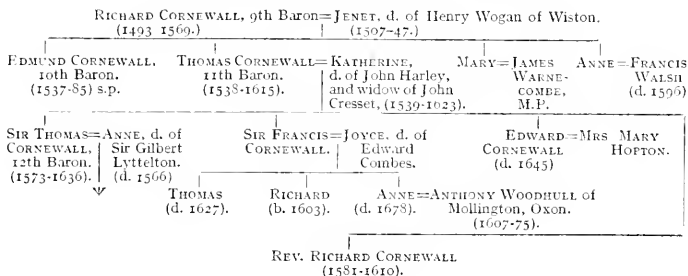 RICHARD CORNEWALL, 9th Baron=JENET, d. of Henry Wogan of Wiston.
(1493 1569.) (1507-47.)
EDMUND CORNEWALL, THOMAS CORNEWALL=KATHERINE, MARY=JAMES ANNE=FRANCIS
10th Baron. 11th Baron. d. of John Harley, WARNE- WALSH
(1537-85) s.p. (1538-1615). and widow of John COMBE, (d. 1596)
Cresset, (1539-1623). M.P.
SIR THOMAS=ANNE, d. of SIR FRANCIS=JOYCE, d. of EDWARD=MRS MARY
CORNEWALL, Sir Gilbert CORNEWALL. Edward CORNEWALL HOPTON.
12th Baron. Lyttelton. Combes. (d. 1645)
(1573-1636). (d. 1566)
THOMAS RICHARD ANNE=ANTHONY WOODHULL of
(d. 1627). (b. 1603). (d. 1678). Mollington, Oxon.
(1607-75).
REV. RICHARD CORNEWALL
(1581-1610).